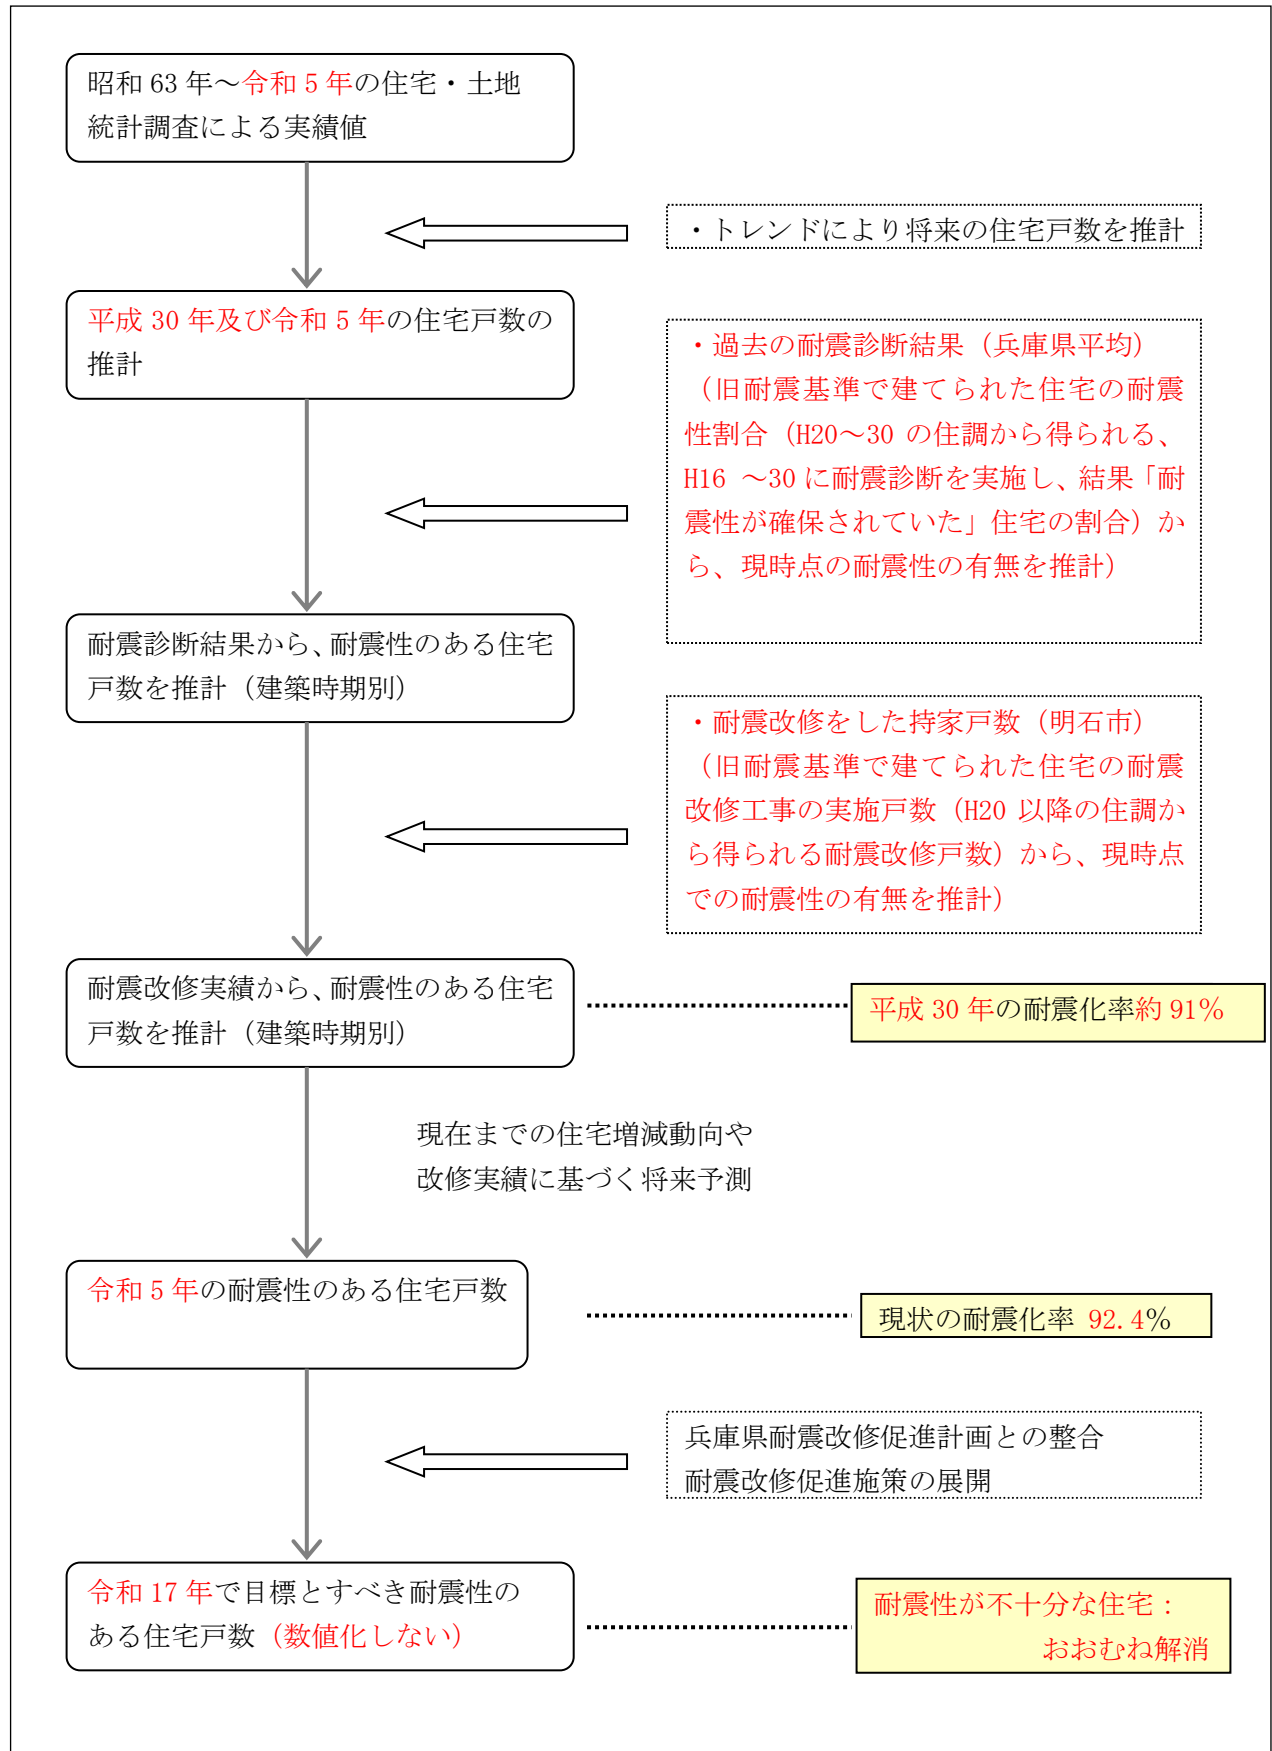 昭和 63 年～令和 5 年の住宅・土地
統計調査による実績値
・トレンドにより将来の住宅戸数を推計
平成 30 年及び令和 5 年の住宅戸数の
推計
・過去の耐震診断結果（兵庫県平均）
（旧耐震基準で建てられた住宅の耐震
性割合（H20～30 の住調から得られる、
H16 ～30 に耐震診断を実施し、結果「耐
震性が確保されていた」住宅の割合）か
ら、現時点の耐震性の有無を推計）
耐震診断結果から、耐震性のある住宅
戸数を推計（建築時期別）
・耐震改修をした持家戸数（明石市）
（旧耐震基準で建てられた住宅の耐震
改修工事の実施戸数（H20 以降の住調か
ら得られる耐震改修戸数）から、現時点
での耐震性の有無を推計）
耐震改修実績から、耐震性のある住宅
戸数を推計（建築時期別）
平成 30 年の耐震化率約 91％
現在までの住宅増減動向や
改修実績に基づく将来予測
令和 5 年の耐震性のある住宅戸数
現状の耐震化率 92.4％
兵庫県耐震改修促進計画との整合
耐震改修促進施策の展開
令和 17 年で目標とすべき耐震性の
ある住宅戸数（数値化しない）
耐震性が不十分な住宅：
おおむね解消